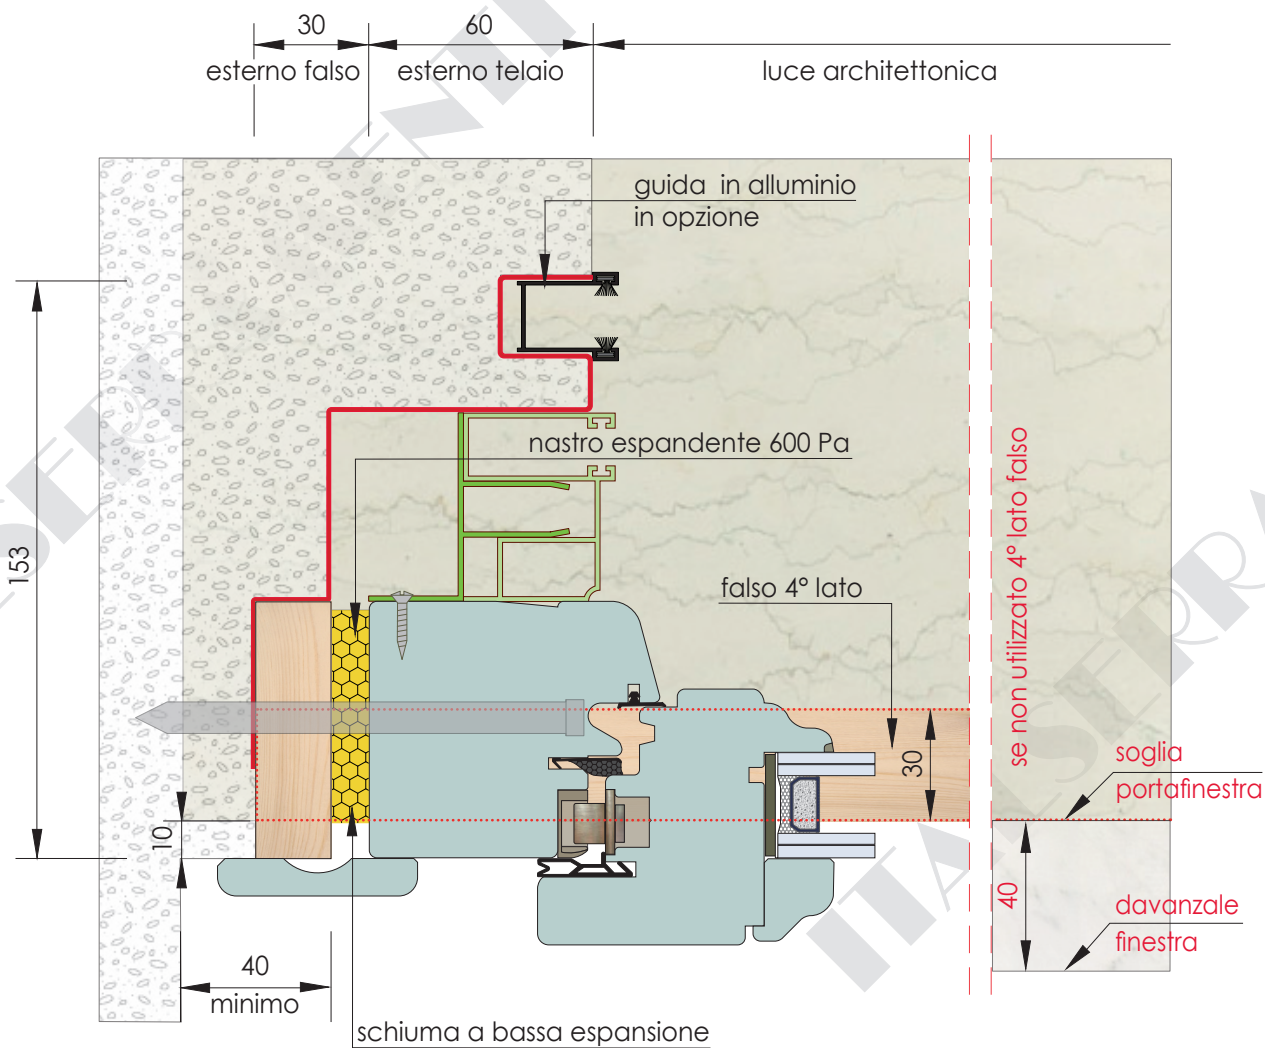 30
60
esterno falso
esterno telaio
luce architettonica
guida in alluminio
in opzione
nastro espandente 600 Pa
153
falso 4° lato
se non utilizzato 4° lato falso
30
soglia
portafinestra
10
40
davanzale
finestra
40
minimo
schiuma a bassa espansione